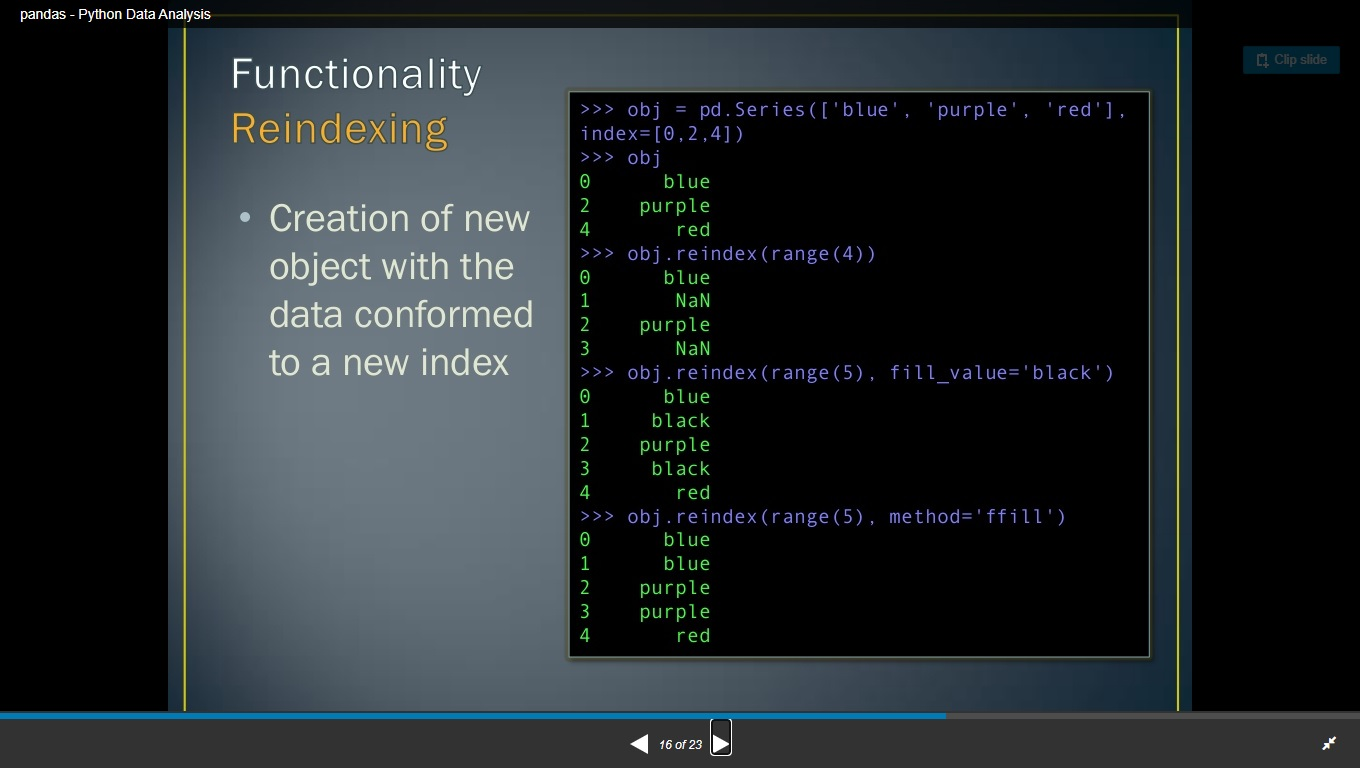 pandas - Python Data Analysis
Clip slide
Functionality
Reindexing
• Creation of new
object with the
data conformed
to a new index
>>> obj = pd.Series(['blue', 'purple', 'red'],
index=[0,2,4])
>>> obj
0      blue
2    purple
4       red
>>> obj.reindex(range(4))
0      blue
1       NaN
2    purple
3       NaN
>>> obj.reindex(range(5), fill_value='black')
0      blue
1     black
2    purple
3     black
4       red
>>> obj.reindex(range(5), method='ffill')
0      blue
1      blue
2    purple
3    purple
4       red
16 of 23